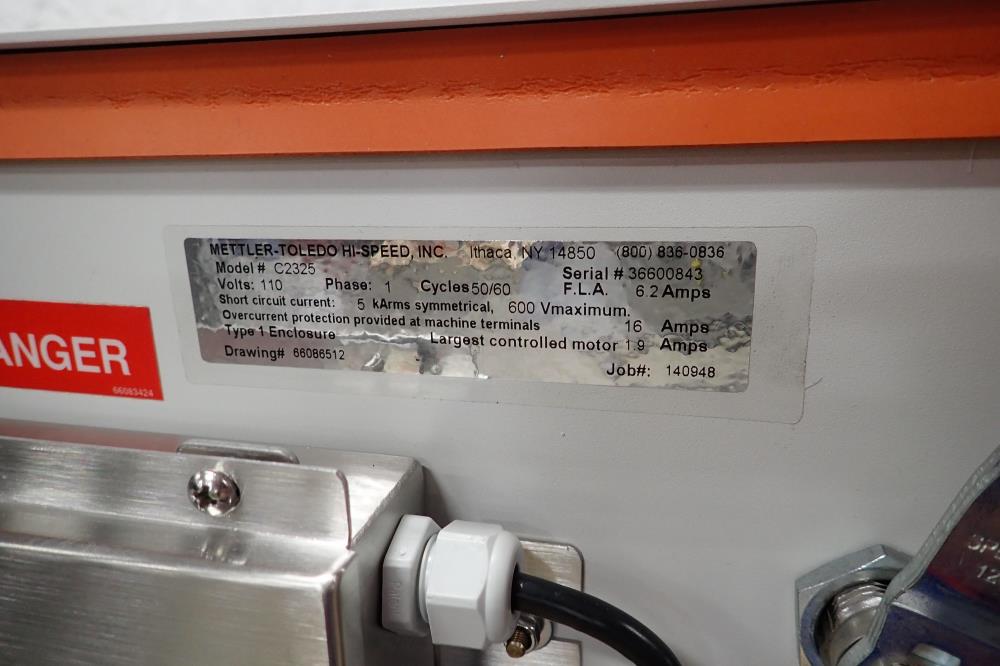 METTLER-TOLEDO HI-SPEED, INC. Ithaca, NY 14850 (800) 836-0836
Model # C2325 Serial # 36600843
Volts: 110 Phase: 1 Cycles 50/60 F.L.A. 6.2 Amps
Short circuit current: 5 kArms symmetrical, 600 Vmaximum.
Overcurrent protection provided at machine terminals 16 Amps
Type 1 Enclosure Largest controlled motor 1.9 Amps
Drawing# 66086512 Job#: 140948
ANGER
66083424